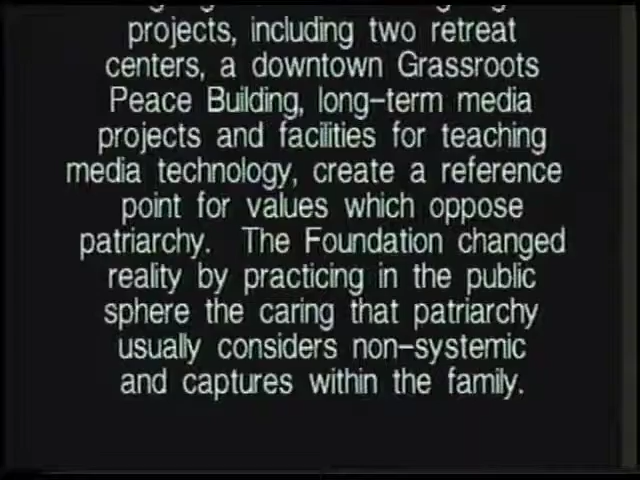 projects, including two retreat
centers, a downtown Grassroots
Peace Building, long-term media
projects and facilities for teaching
media technology, create a reference
point for values which oppose
patriarchy. The Foundation changed
reality by practicing in the public
sphere the caring that patriarchy
usually considers non-systemic
and captures within the family.